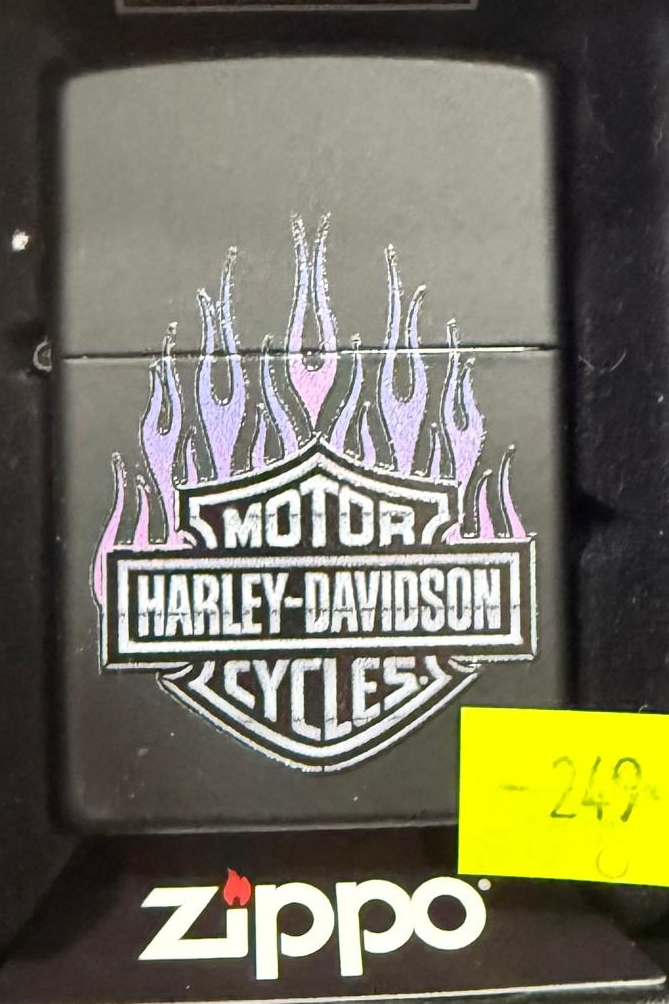 MOTOR
HARLEY-DAVIDSON
CYCLES
- 249
zippo